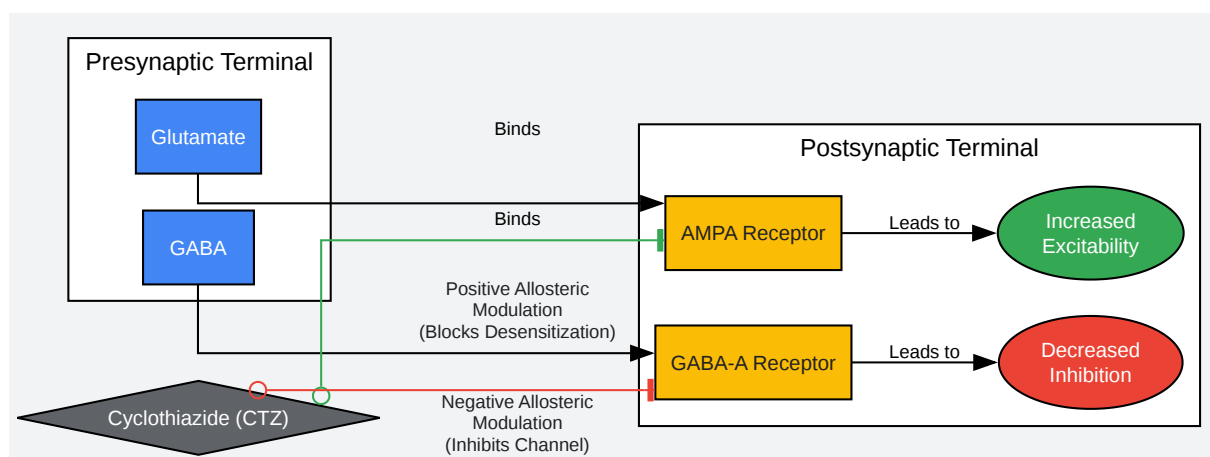 Presynaptic Terminal
Glutamate
Binds
Postsynaptic Terminal
GABA
Binds
AMPA Receptor
Leads to
Increased
Excitability
Positive Allosteric
Modulation
(Blocks Desensitization)
GABA-A Receptor
Leads to
Decreased
Inhibition
Cyclothiazide (CTZ)
Negative Allosteric
Modulation
(Inhibits Channel)